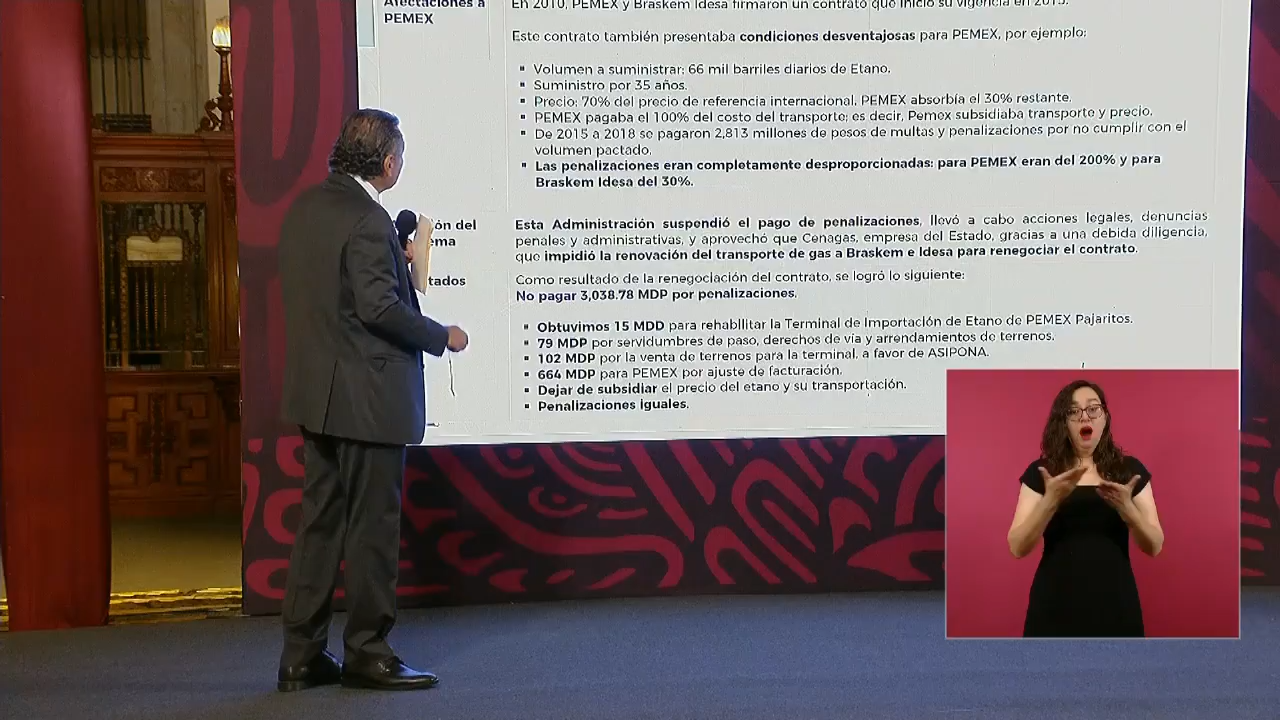 Afectaciones a
PEMEX
En 2010, PEMEX y Braskem Idesa firmaron un contrato que inició su vigencia en 2015.
Este contrato también presentaba condiciones desventajosas para PEMEX, por ejemplo:
▪ Volumen a suministrar: 66 mil barriles diarios de Etano.
▪ Suministro por 35 años.
▪ Precio: 70% del precio de referencia internacional, PEMEX absorbía el 30% restante.
▪ PEMEX pagaba el 100% del costo del transporte; es decir, Pemex subsidiaba transporte y precio.
▪ De 2015 a 2018 se pagaron 2,813 millones de pesos de multas y penalizaciones por no cumplir con el
volumen pactado.
▪ Las penalizaciones eran completamente desproporcionadas: para PEMEX eran del 200% y para
Braskem Idesa del 30%.
ón del
ema
Esta Administración suspendió el pago de penalizaciones, llevó a cabo acciones legales, denuncias
penales y administrativas, y aprovechó que Cenagas, empresa del Estado, gracias a una debida diligencia,
que impidió la renovación del transporte de gas a Braskem e Idesa para renegociar el contrato.
tados
Como resultado de la renegociación del contrato, se logró lo siguiente:
No pagar 3,038.78 MDP por penalizaciones.
▪ Obtuvimos 15 MDD para rehabilitar la Terminal de Importación de Etano de PEMEX Pajaritos.
▪ 79 MDP por servidumbres de paso, derechos de vía y arrendamientos de terrenos.
▪ 102 MDP por la venta de terrenos para la terminal, a favor de ASIPONA.
▪ 664 MDP para PEMEX por ajuste de facturación.
▪ Dejar de subsidiar el precio del etano y su transportación.
▪ Penalizaciones iguales.